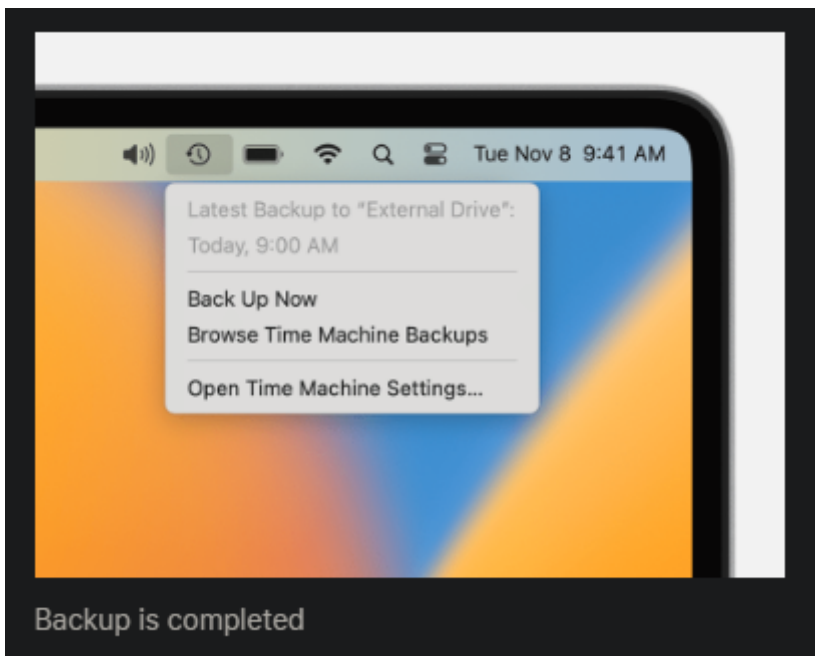 Tue Nov 8 9:41 AM
Latest Backup to “External Drive”:
Today, 9:00 AM
Back Up Now
Browse Time Machine Backups
Open Time Machine Settings...
Backup is completed